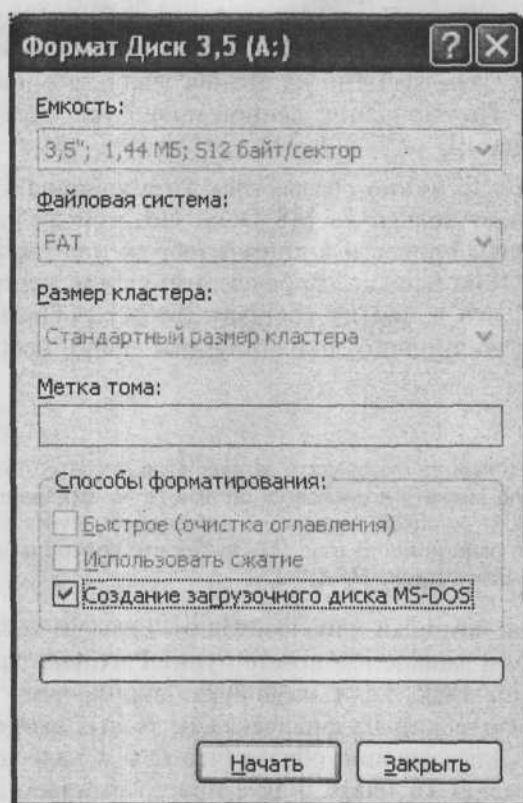 Формат Диск 3,5 (A:)
Емкость:
3,5"; 1,44 МБ; 512 байт/сектор
Файловая система:
FAT
Размер кластера:
Стандартный размер кластера
Метка тома:
Способы форматирования:
Быстрое (очистка оглавления)
Использовать сжатие
Создание загрузочного диска MS-DOS
Начать
Закрыть